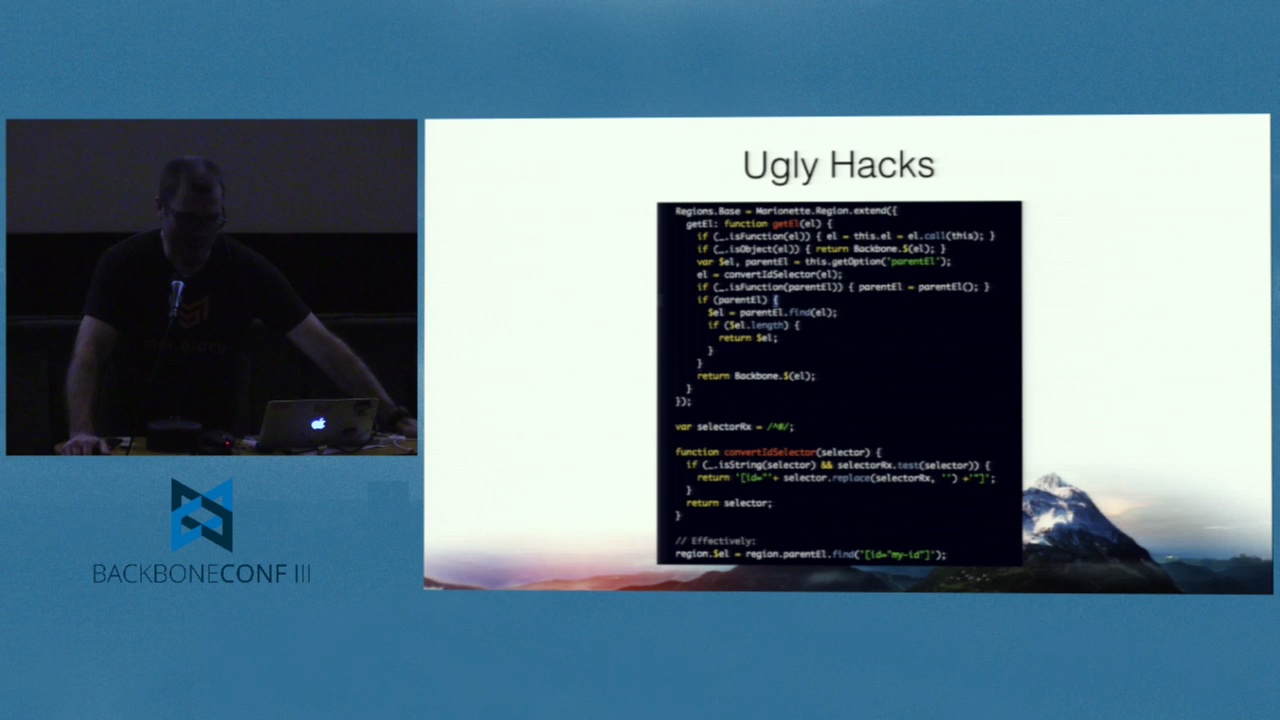 Ugly Hacks
Regions.Base = Marionette.Region.extend({
getEl: function getEl(el) {
if (_.isFunction(el)) { el = this.el = el.call(this); }
if (_.isObject(el)) { return Backbone.$(el); }
var $el, parentEl = this.getOption('parentEl');
el = convertIdSelector(el);
if (_.isFunction(parentEl)) { parentEl = parentEl(); }
if (parentEl) {
$el = parentEl.find(el);
if ($el.length) {
return $el;
}
}
return Backbone.$(el);
}
});
var selectorRx = /^#/;
function convertIdSelector(selector) {
if (_.isString(selector) && selectorRx.test(selector)) {
return '[id="'+ selector.replace(selectorRx, '') +'"]';
}
return selector;
}
// Effectively:
region.$el = region.parentEl.find('[id="my-id"]');
BACKBONECONF III